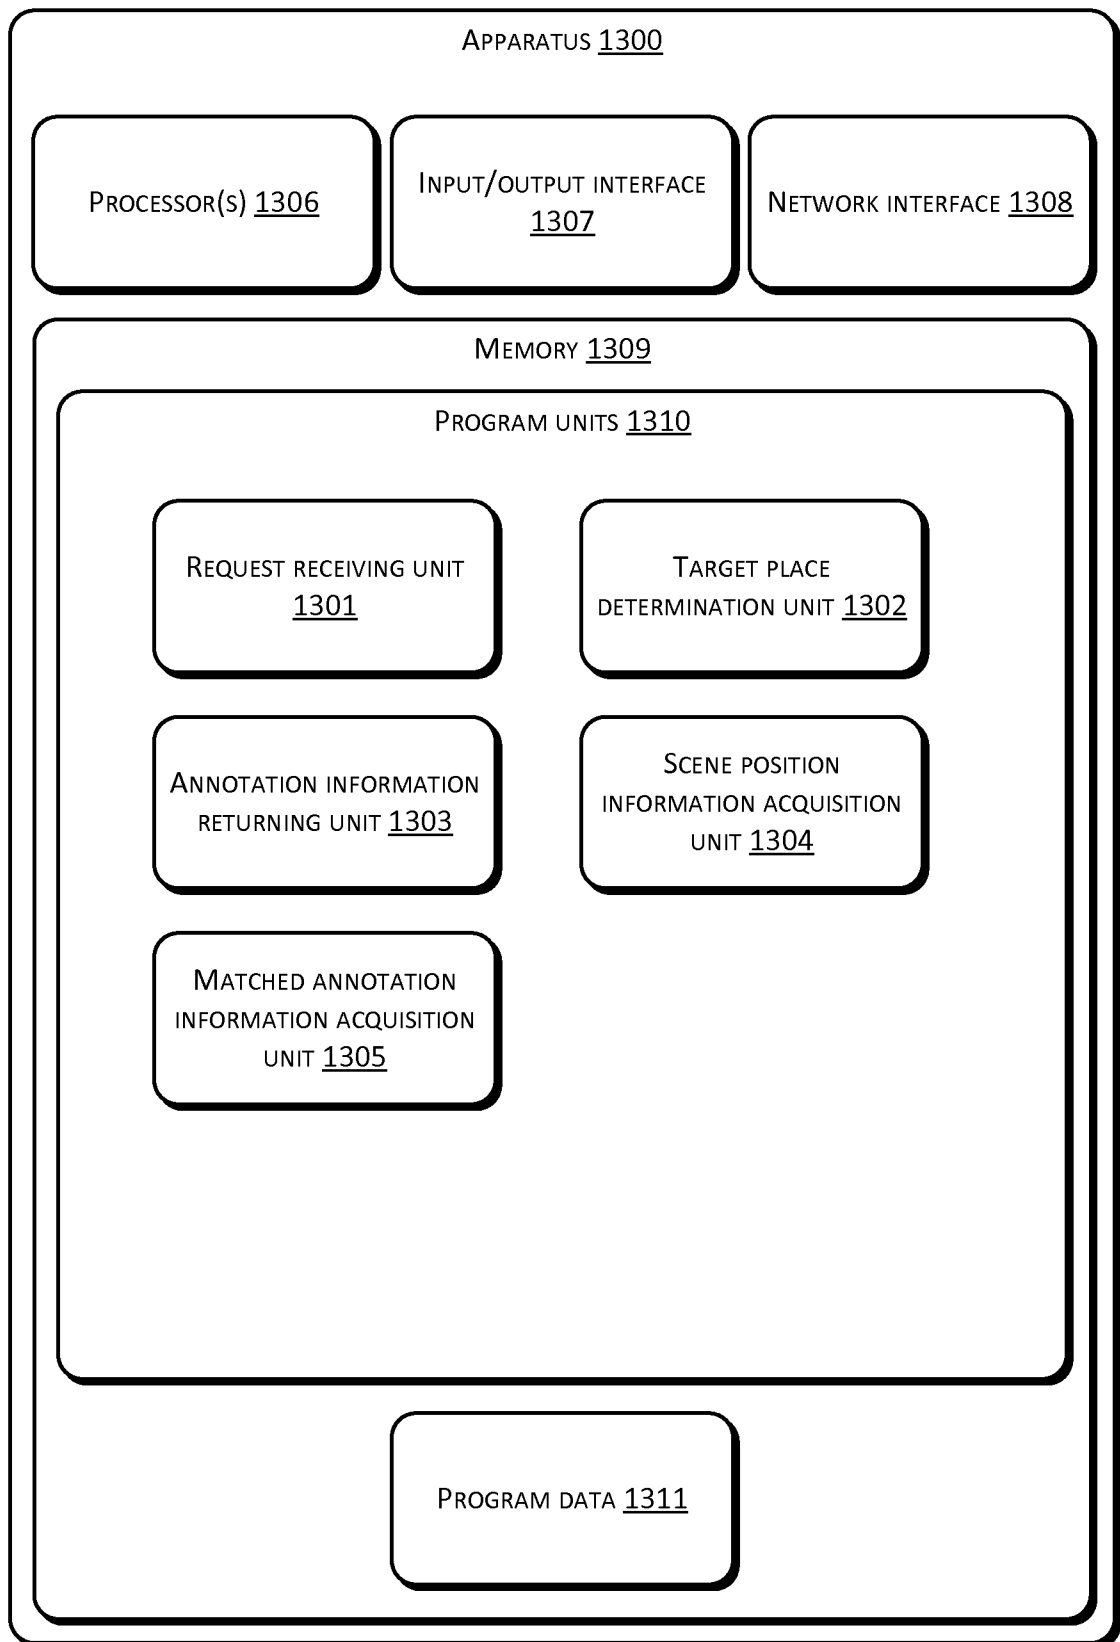 APPARATUS 1300
PROCESSOR(S) 1306
INPUT/OUTPUT INTERFACE
1307
NETWORK INTERFACE 1308
MEMORY 1309
PROGRAM UNITS 1310
REQUEST RECEIVING UNIT
1301
TARGET PLACE
DETERMINATION UNIT 1302
ANNOTATION INFORMATION
RETURNING UNIT 1303
SCENE POSITION
INFORMATION ACQUISITION
UNIT 1304
MATCHED ANNOTATION
INFORMATION ACQUISITION
UNIT 1305
PROGRAM DATA 1311